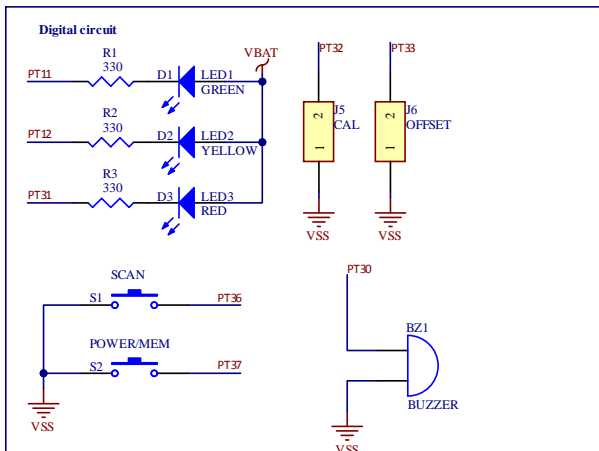 Digital circuit
R1
330
PT11
D1
LED1
GREEN
VBAT
R2
330
PT12
D2
LED2
YELLOW
R3
330
PT31
D3
LED3
RED
PT32
2
1
J5
CAL
VSS
PT33
2
1
J6
OFFSET
VSS
SCAN
S1
PT36
POWER/MEM
S2
PT37
VSS
PT30
BZ1
BUZZER
VSS